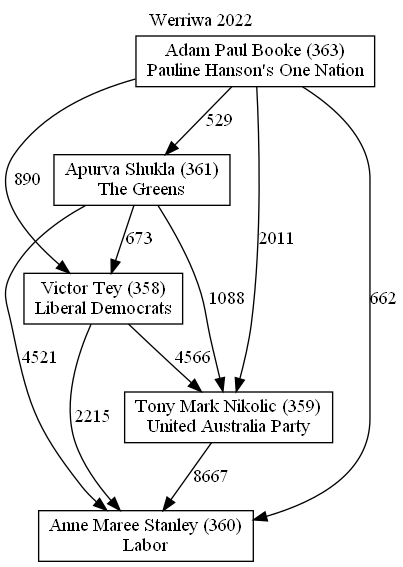 Werriwa 2022
Adam Paul Booke (363)
Pauline Hanson's One Nation
529
Apurva Shukla (361)
The Greens
890
673
2011
Victor Tey (358)
Liberal Democrats
1088
662
4521
4566
2215
Tony Mark Nikolic (359)
United Australia Party
8667
Anne Maree Stanley (360)
Labor